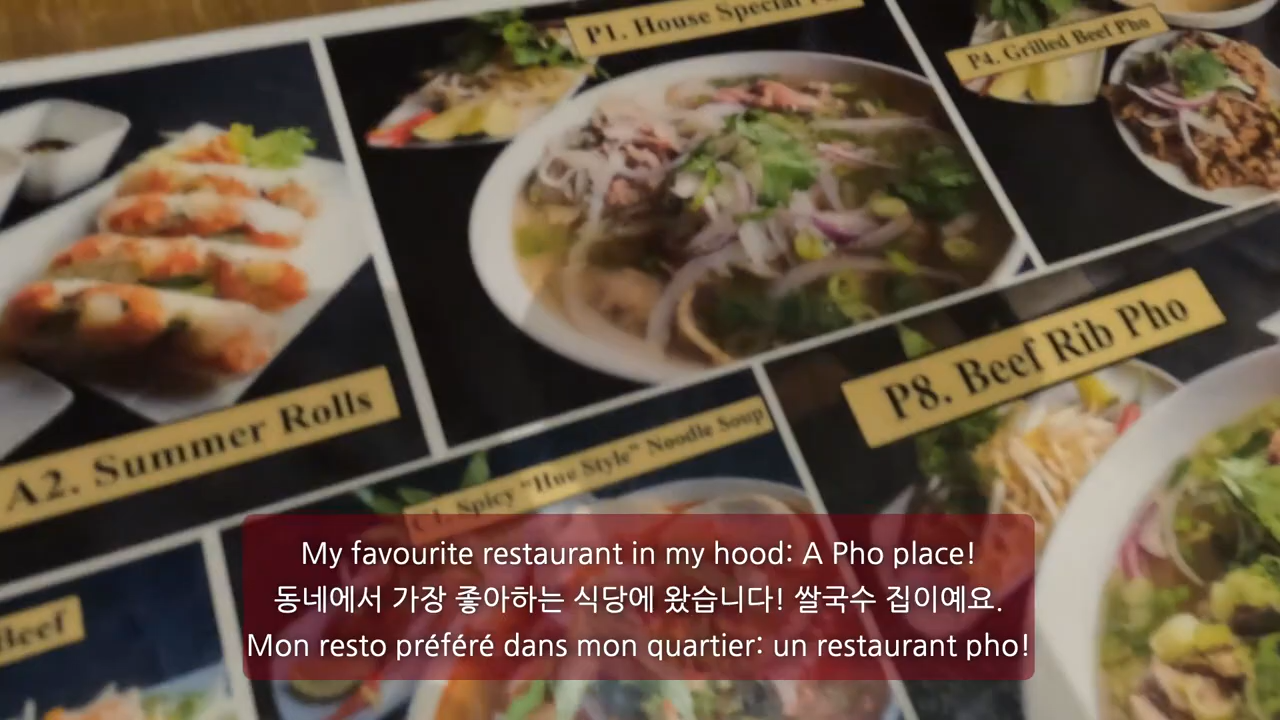 P1. House Special
P4. Grilled Beef Pho
A2. Summer Rolls
P8. Beef Rib Pho
C1. Spicy "Hue Style" Noodle Soup
Beef
My favourite restaurant in my hood: A Pho place!
동네에서 가장 좋아하는 식당에 왔습니다! 쌀국수 집이예요.
Mon resto préféré dans mon quartier: un restaurant pho!